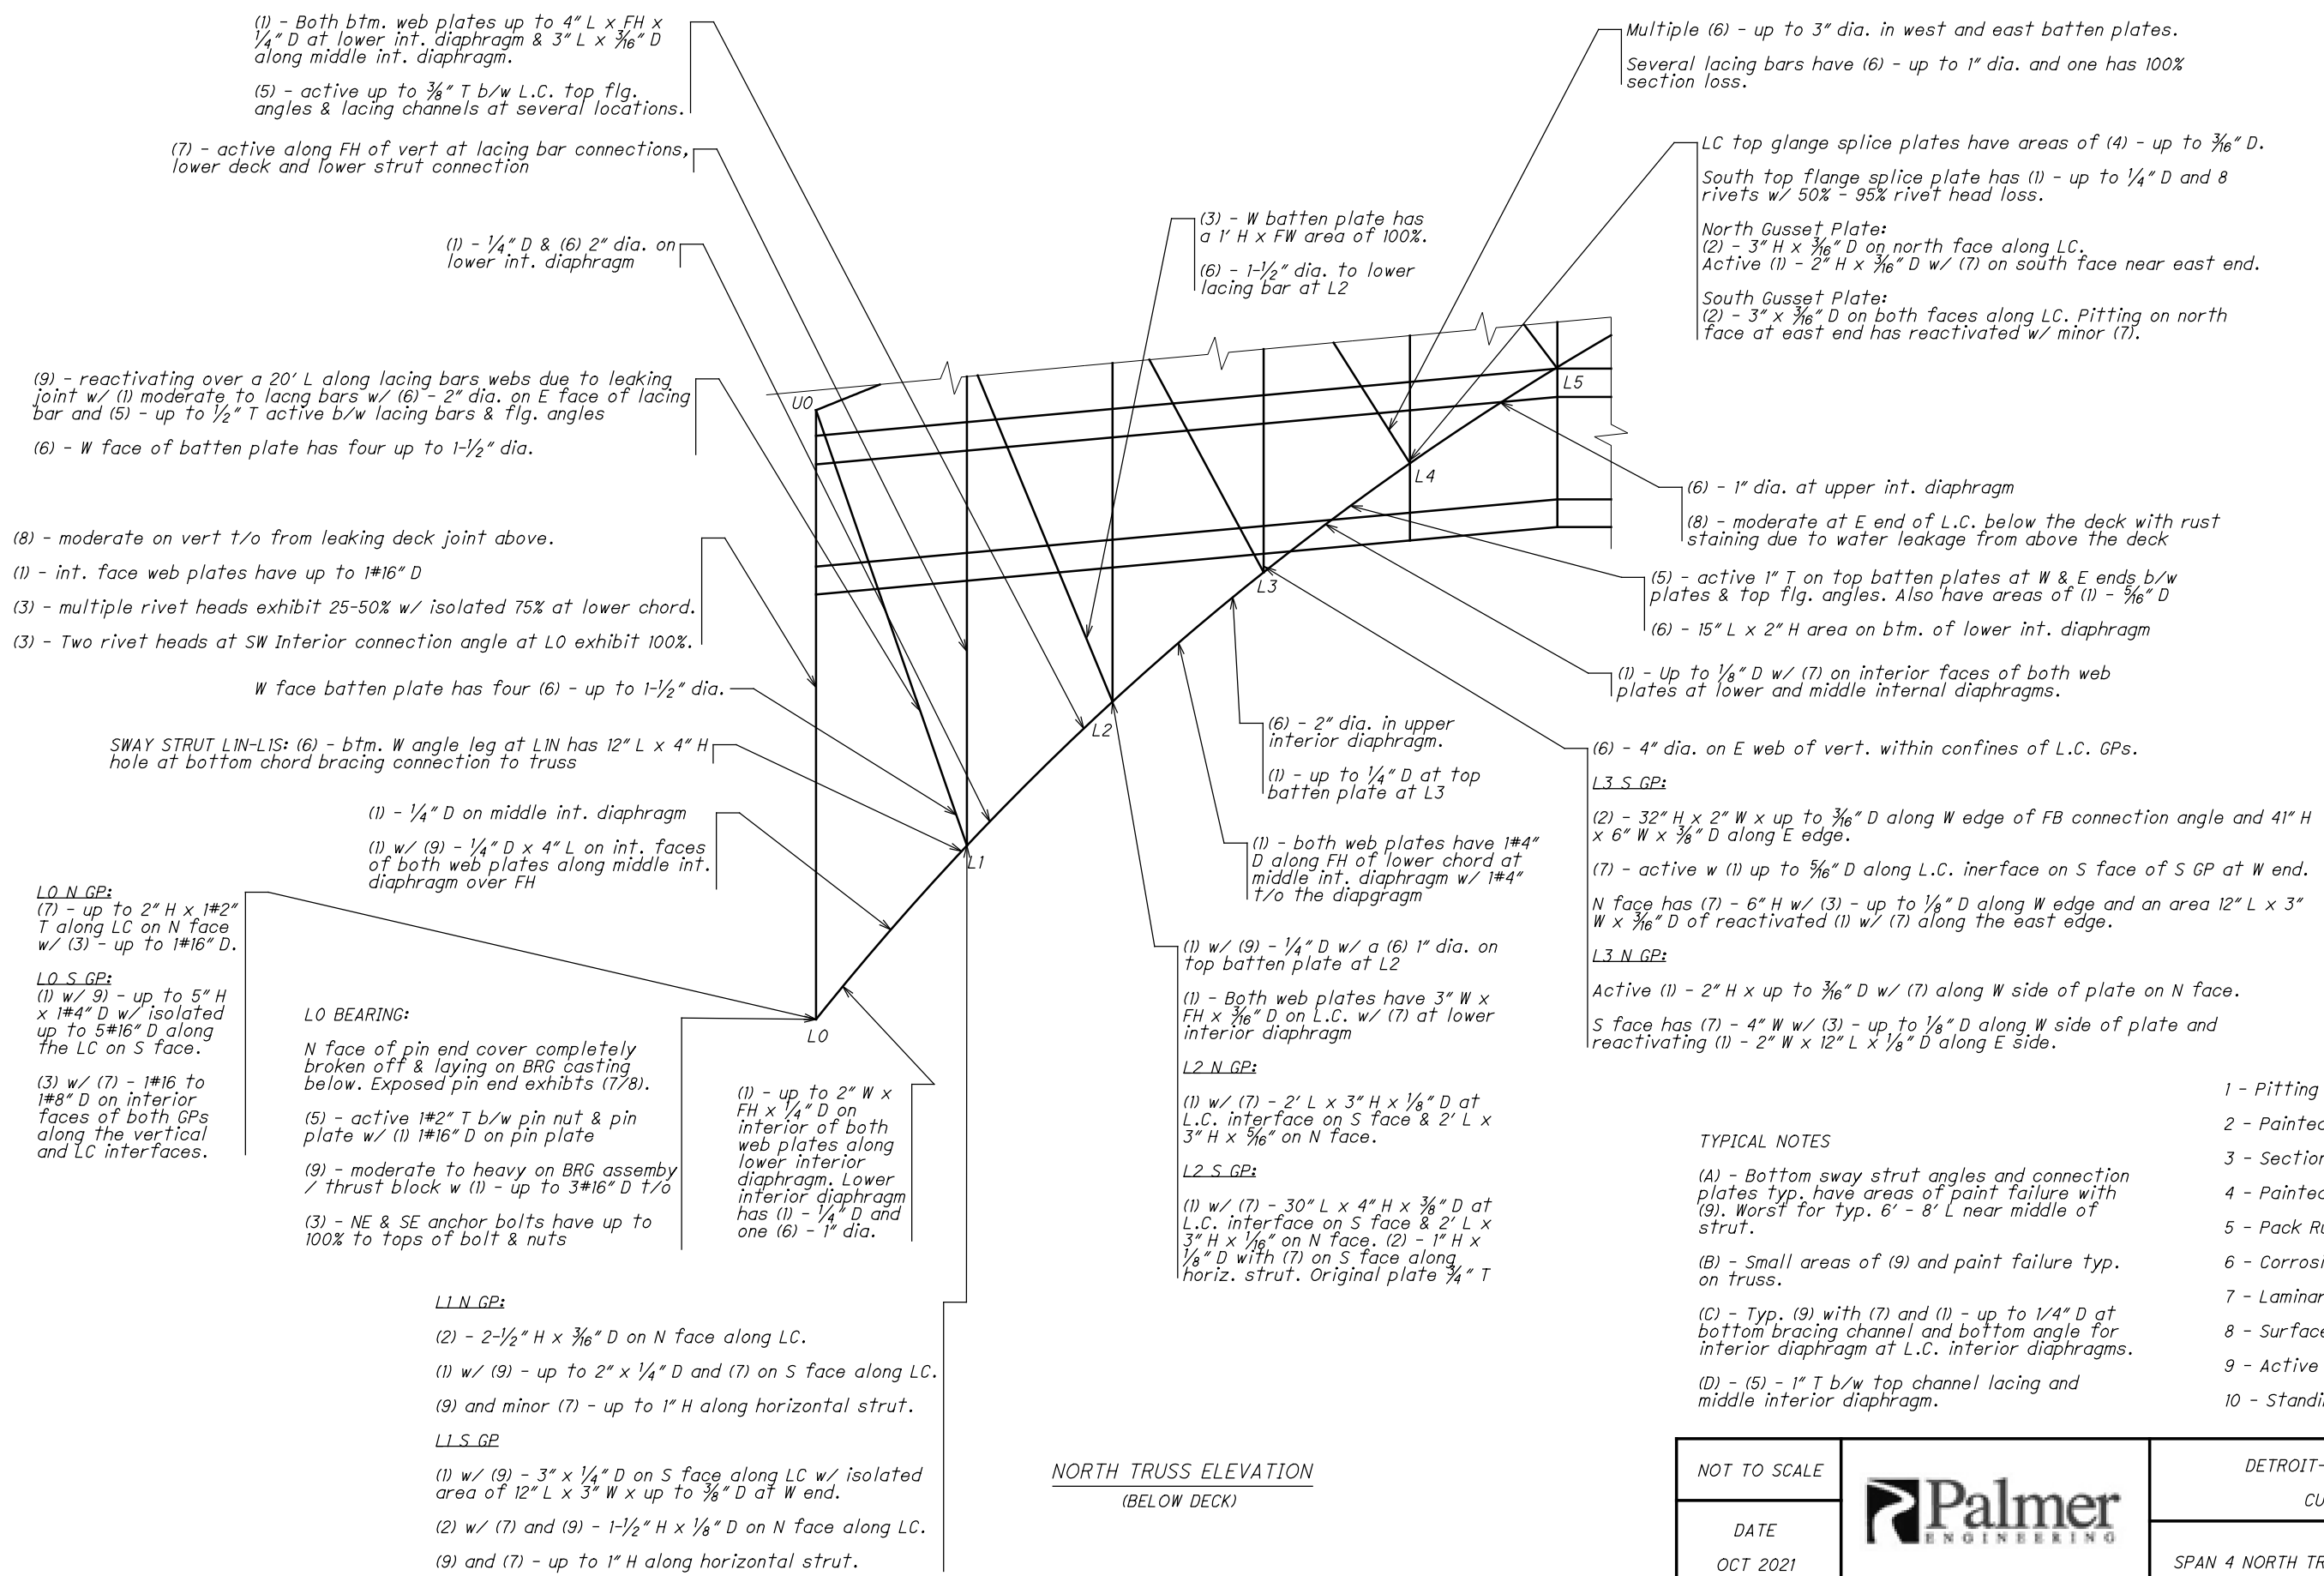 (1) - Both btm. web plates up to 4" L x FH x
1/4" D at lower int. diaphragm & 3" L x 3/16" D
along middle int. diaphragm.
(5) - active up to 3/8" T b/w L.C. top flg.
angles & lacing channels at several locations.
(7) - active along FH of vert at lacing bar connections,
lower deck and lower strut connection
(1) - 1/4" D & (6) 2" dia. on
lower int. diaphragm
(9) - reactivating over a 20' L along lacing bars webs due to leaking
joint w/ (1) moderate to lacng bars w/ (6) - 2" dia. on E face of lacing
bar and (5) - up to 1/2" T active b/w lacing bars & flg. angles
(6) - W face of batten plate has four up to 1-1/2" dia.
(8) - moderate on vert t/o from leaking deck joint above.
(1) - int. face web plates have up to 1#16" D
(3) - multiple rivet heads exhibit 25-50% w/ isolated 75% at lower chord.
(3) - Two rivet heads at SW Interior connection angle at L0 exhibit 100%.
W face batten plate has four (6) - up to 1-1/2" dia.
SWAY STRUT L1N-L1S: (6) - btm. W angle leg at L1N has 12" L x 4" H
hole at bottom chord bracing connection to truss
(1) - 1/4" D on middle int. diaphragm
(1) w/ (9) - 1/4" D x 4" L on int. faces
of both web plates along middle int.
diaphragm over FH
L0 N GP:
(7) - up to 2" H x 1#2"
T along LC on N face
w/ (3) - up to 1#16" D.
L0 S GP:
(1) w/ 9) - up to 5" H
x 1#4" D w/ isolated
up to 5#16" D along
the LC on S face.
(3) w/ (7) - 1#16 to
1#8" D on interior
faces of both GPs
along the vertical
and LC interfaces.
L0 BEARING:
N face of pin end cover completely
broken off & laying on BRG casting
below. Exposed pin end exhibts (7/8).
(5) - active 1#2" T b/w pin nut & pin
plate w/ (1) 1#16" D on pin plate
(9) - moderate to heavy on BRG assemby
/ thrust block w (1) - up to 3#16" D t/o
(3) - NE & SE anchor bolts have up to
100% to tops of bolt & nuts
(1) - up to 2" W x
FH x 1/4" D on
interior of both
web plates along
lower interior
diaphragm. Lower
interior diaphragm
has (1) - 1/4" D and
one (6) - 1" dia.
L1 N GP:
(2) - 2-1/2" H x 3/16" D on N face along LC.
(1) w/ (9) - up to 2" x 1/4" D and (7) on S face along LC.
(9) and minor (7) - up to 1" H along horizontal strut.
L1 S GP
(1) w/ (9) - 3" x 1/4" D on S face along LC w/ isolated
area of 12" L x 3" W x up to 3/8" D at W end.
(2) w/ (7) and (9) - 1-1/2" H x 1/8" D on N face along LC.
(9) and (7) - up to 1" H along horizontal strut.
(3) - W batten plate has
a 1' H x FW area of 100%.
(6) - 1-1/2" dia. to lower
lacing bar at L2
U0
L0
L1
L2
L3
L4
L5
(6) - 2" dia. in upper
interior diaphragm.
(1) - up to 1/4" D at top
batten plate at L3
(1) - both web plates have 1#4"
D along FH of lower chord at
middle int. diaphragm w/ 1#4"
t/o the diapgragm
(1) w/ (9) - 1/4" D w/ a (6) 1" dia. on
top batten plate at L2
(1) - Both web plates have 3" W x
FH x 3/16" D on L.C. w/ (7) at lower
interior diaphragm
L2 N GP:
(1) w/ (7) - 2' L x 3" H x 1/8" D at
L.C. interface on S face & 2' L x
3" H x 5/16" on N face.
L2 S GP:
(1) w/ (7) - 30" L x 4" H x 3/8" D at
L.C. interface on S face & 2' L x
3" H x 1/16" on N face. (2) - 1" H x
1/8" D with (7) on S face along
horiz. strut. Original plate 3/4" T
Multiple (6) - up to 3" dia. in west and east batten plates.
Several lacing bars have (6) - up to 1" dia. and one has 100%
section loss.
LC top glange splice plates have areas of (4) - up to 3/16" D.
South top flange splice plate has (1) - up to 1/4" D and 8
rivets w/ 50% - 95% rivet head loss.
North Gusset Plate:
(2) - 3" H x 3/16" D on north face along LC.
Active (1) - 2" H x 3/16" D w/ (7) on south face near east end.
South Gusset Plate:
(2) - 3" x 3/16" D on both faces along LC. Pitting on north
face at east end has reactivated w/ minor (7).
(6) - 1" dia. at upper int. diaphragm
(8) - moderate at E end of L.C. below the deck with rust
staining due to water leakage from above the deck
(5) - active 1" T on top batten plates at W & E ends b/w
plates & top flg. angles. Also have areas of (1) - 5/16" D
(6) - 15" L x 2" H area on btm. of lower int. diaphragm
(1) - Up to 1/8" D w/ (7) on interior faces of both web
plates at lower and middle internal diaphragms.
(6) - 4" dia. on E web of vert. within confines of L.C. GPs.
L3 S GP:
(2) - 32" H x 2" W x up to 3/16" D along W edge of FB connection angle and 41" H
x 6" W x 3/8" D along E edge.
(7) - active w (1) up to 5/16" D along L.C. inerface on S face of S GP at W end.
N face has (7) - 6" H w/ (3) - up to 1/8" D along W edge and an area 12" L x 3"
W x 3/16" D of reactivated (1) w/ (7) along the east edge.
L3 N GP:
Active (1) - 2" H x up to 3/16" D w/ (7) along W side of plate on N face.
S face has (7) - 4" W w/ (3) - up to 1/8" D along W side of plate and
reactivating (1) - 2" W x 12" L x 1/8" D along E side.
TYPICAL NOTES
(A) - Bottom sway strut angles and connection
plates typ. have areas of paint failure with
(9). Worst for typ. 6' - 8' L near middle of
strut.
(B) - Small areas of (9) and paint failure typ.
on truss.
(C) - Typ. (9) with (7) and (1) - up to 1/4" D at
bottom bracing channel and bottom angle for
interior diaphragm at L.C. interior diaphragms.
(D) - (5) - 1" T b/w top channel lacing and
middle interior diaphragm.
1 - Pitting
2 - Painted
3 - Section
4 - Painted
5 - Pack Ru
6 - Corrosi
7 - Laminar
8 - Surface
9 - Active
10 - Standi
NORTH TRUSS ELEVATION
(BELOW DECK)
NOT TO SCALE
DATE
OCT 2021
Palmer
ENGINEERING
DETROIT-
CU
SPAN 4 NORTH TR